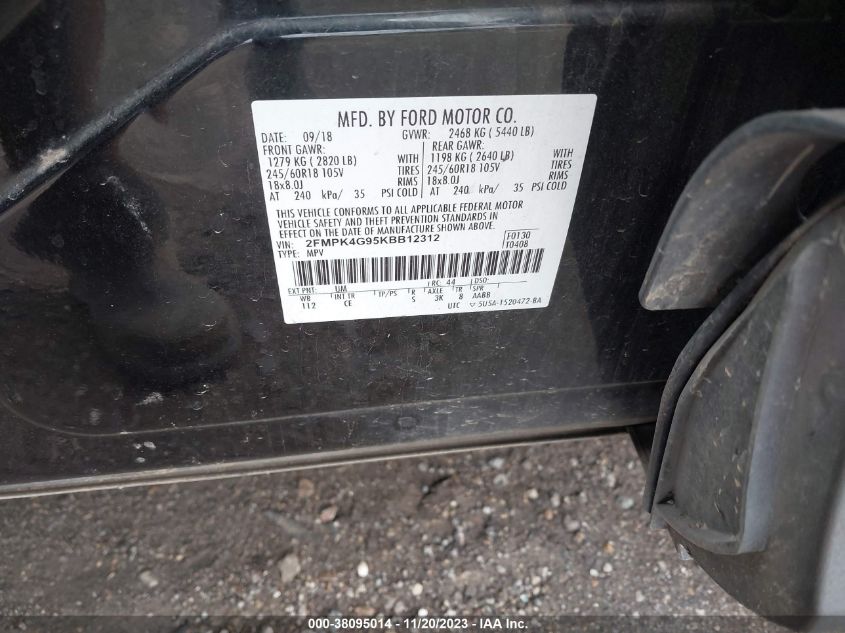 MFD. BY FORD MOTOR CO.
DATE: 09/18 GVWR: 2468 KG ( 5440 LB)
FRONT GAWR: REAR GAWR:
1279 KG ( 2820 LB) WITH 1198 KG ( 2640 LB) WITH
245/60R18 105V TIRES 245/60R18 105V TIRES
18x8.0J RIMS 18x8.0J RIMS
AT 240 kPa/ 35 PSI COLD AT 240 kPa/ 35 PSI COLD
THIS VEHICLE CONFORMS TO ALL APPLICABLE FEDERAL MOTOR
VEHICLE SAFETY AND THEFT PREVENTION STANDARDS IN
EFFECT ON THE DATE OF MANUFACTURE SHOWN ABOVE.
VIN: 2FMPK4G95KBB12312 F0130
TYPE: MPV T0408
EXT PNT: UM RC: 44 DSO:
WB INT TR TP/PS R AXLE TR SPR
112 CE S 3K 8 AABB
UTC 5USA-1520472-BA
000-38095014 - 11/20/2023 - IAAI.com